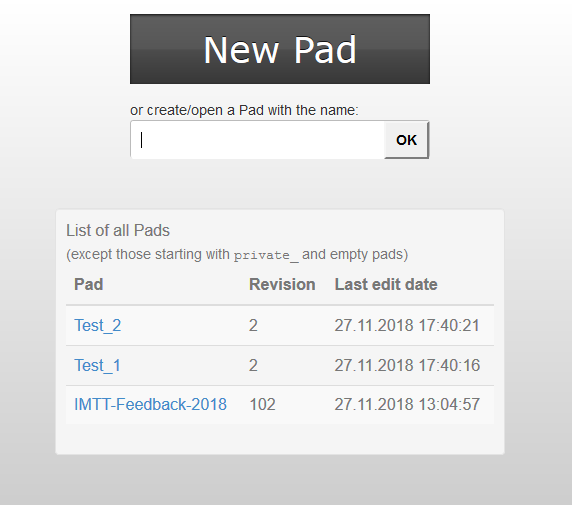 New Pad
or create/open a Pad with the name:
OK
List of all Pads
(except those starting with private_ and empty pads)
Pad Revision Last edit date
Test_2 2 27.11.2018 17:40:21
Test_1 2 27.11.2018 17:40:16
IMTT-Feedback-2018 102 27.11.2018 13:04:57